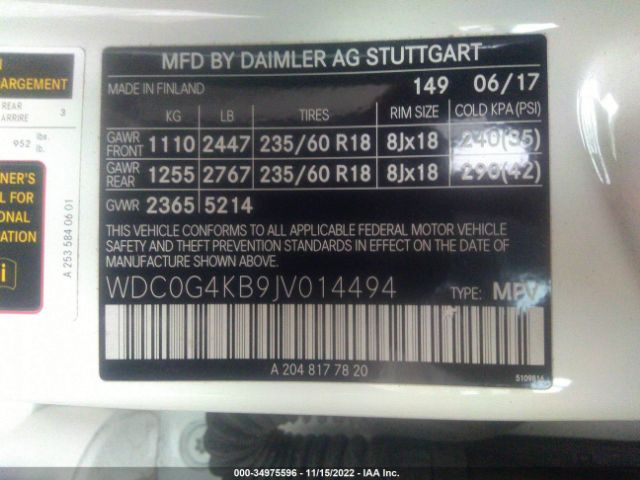 MFD BY DAIMLER AG STUTTGART
MADE IN FINLAND 149 06/17
KG LB TIRES RIM SIZE COLD KPA (PSI)
GAWR FRONT 1110 2447 235/60 R18 8Jx18 240(35)
GAWR REAR 1255 2767 235/60 R18 8Jx18 290(42)
GVWR 2365 5214
THIS VEHICLE CONFORMS TO ALL APPLICABLE FEDERAL MOTOR VEHICLE
SAFETY AND THEFT PREVENTION STANDARDS IN EFFECT ON THE DATE
OF MANUFACTURE SHOWN ABOVE.
WDC0G4KB9JV014494 TYPE: MPV
A 204 817 78 20
5109816
ARGEMENT
REAR 3
ARRIERE
952 lbs.
lb.
NER'S
L FOR
ONAL
ATION
i
A 253 584 06 01
000-34975596 - 11/15/2022 - IAA Inc.